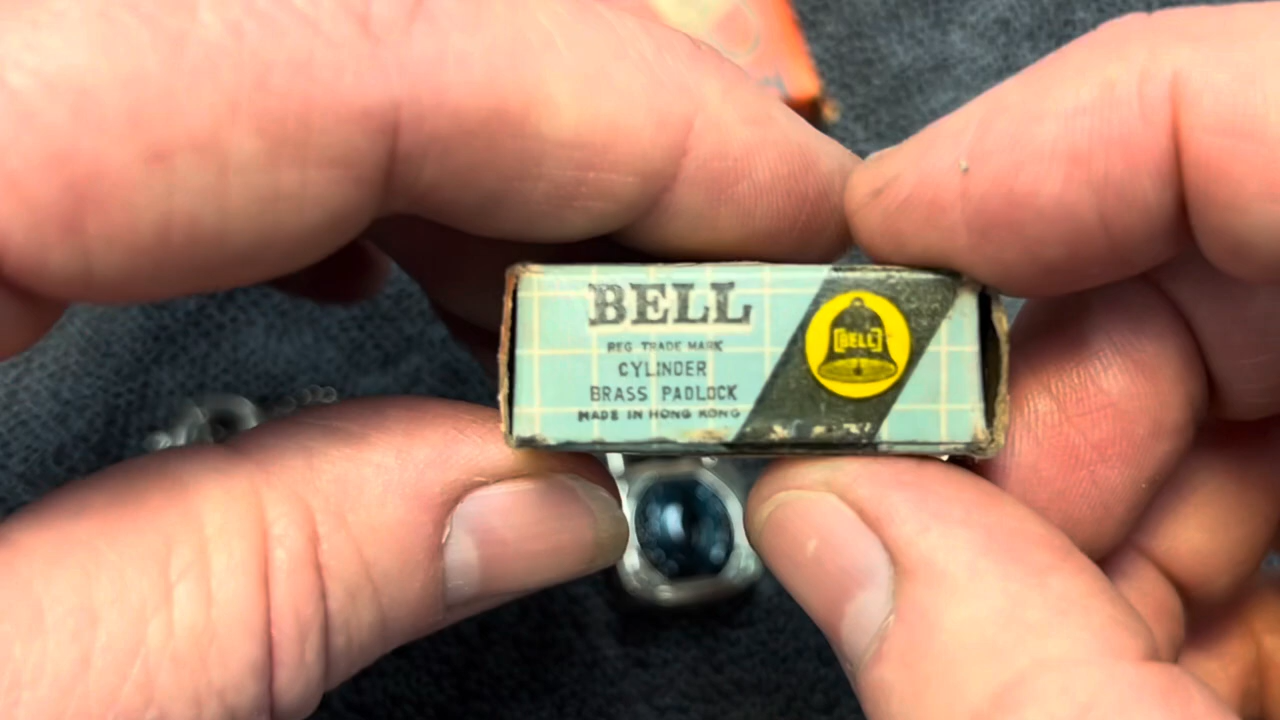 BELL
REG TRADE MARK
CYLINDER
BRASS PADLOCK
MADE IN HONG KONG
[BELL]